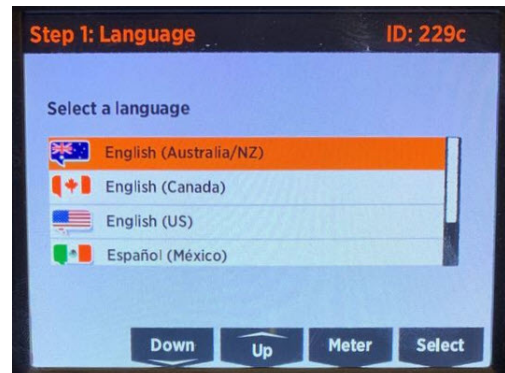 Step 1: Language ID: 229c
Select a language
English (Australia/NZ)
English (Canada)
English (US)
Español (México)
Down Up Meter Select